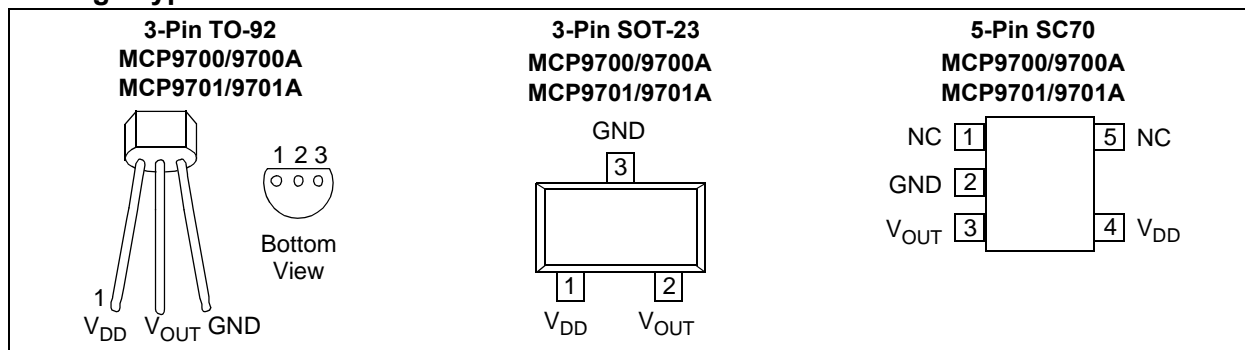 3-Pin TO-92
MCP9700/9700A
MCP9701/9701A
1 2 3
Bottom
View
1
VDD VOUT GND
3-Pin SOT-23
MCP9700/9700A
MCP9701/9701A
GND
3
1 2
VDD VOUT
5-Pin SC70
MCP9700/9700A
MCP9701/9701A
NC 1 5 NC
GND 2
VOUT 3 4 VDD